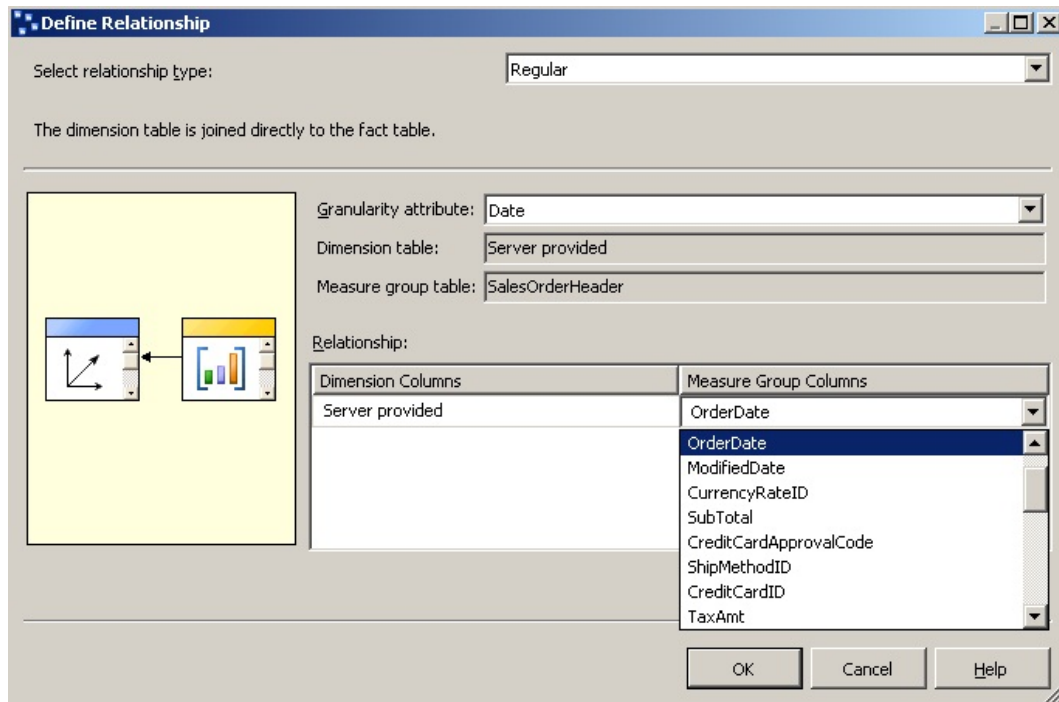 Define Relationship
Select relationship type:
Regular
The dimension table is joined directly to the fact table.
Granularity attribute:
Date
Dimension table:
Server provided
Measure group table:
SalesOrderHeader
Relationship:
Dimension Columns
Measure Group Columns
Server provided
OrderDate
OrderDate
ModifiedDate
CurrencyRateID
SubTotal
CreditCardApprovalCode
ShipMethodID
CreditCardID
TaxAmt
OK
Cancel
Help